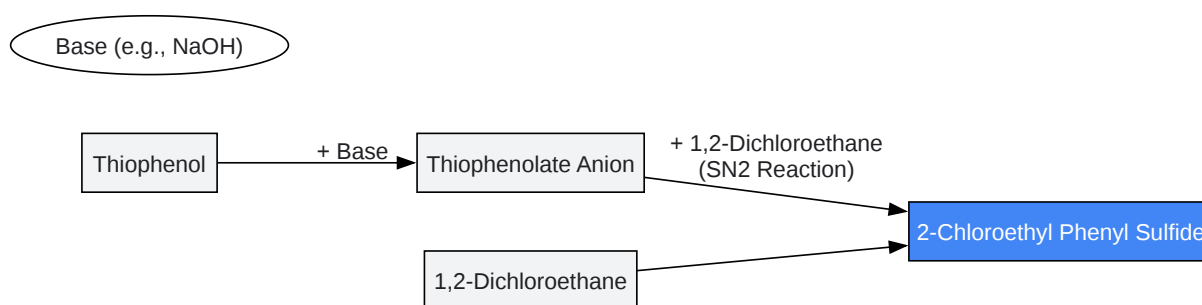 Base (e.g., NaOH)
Thiophenol
+ Base
Thiophenolate Anion
+ 1,2-Dichloroethane
(SN2 Reaction)
2-Chloroethyl Phenyl Sulfide
1,2-Dichloroethane